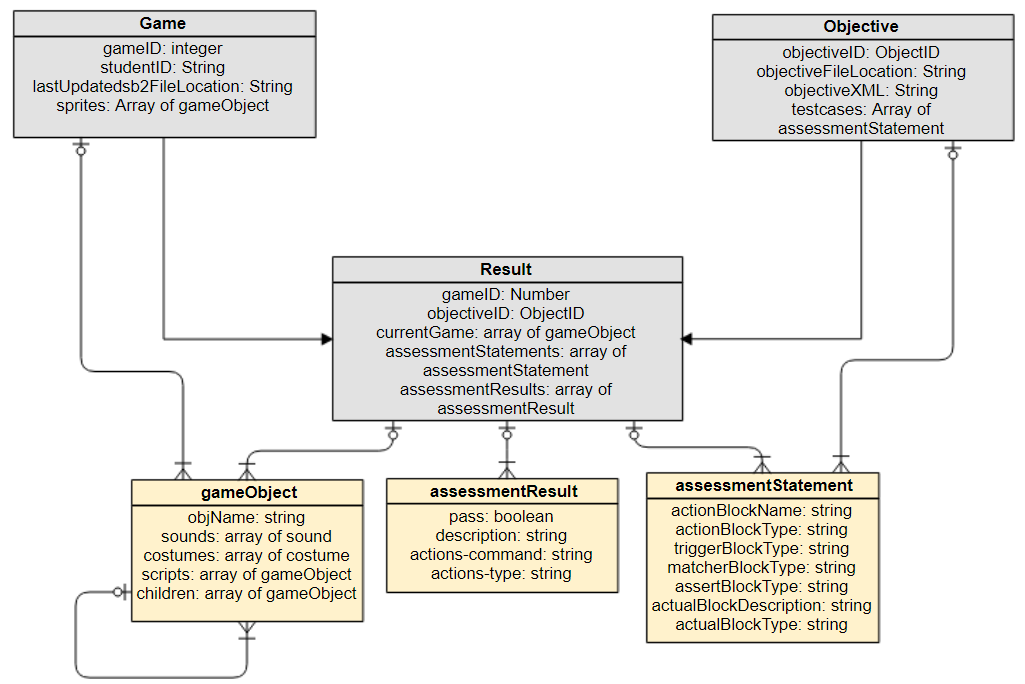 Game
gameID: integer
studentID: String
lastUpdatedsb2FileLocation: String
sprites: Array of gameObject
Objective
objectiveID: ObjectID
objectiveFileLocation: String
objectiveXML: String
testcases: Array of
assessmentStatement
Result
gameID: Number
objectiveID: ObjectID
currentGame: array of gameObject
assessmentStatements: array of
assessmentStatement
assessmentResults: array of
assessmentResult
gameObject
objName: string
sounds: array of sound
costumes: array of costume
scripts: array of gameObject
children: array of gameObject
assessmentResult
pass: boolean
description: string
actions-command: string
actions-type: string
assessmentStatement
actionBlockName: string
actionBlockType: string
triggerBlockType: string
matcherBlockType: string
assertBlockType: string
actualBlockDescription: string
actualBlockType: string